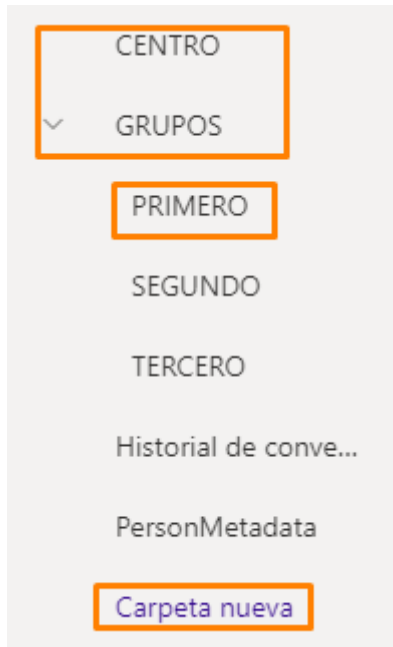 CENTRO
GRUPOS
PRIMERO
SEGUNDO
TERCERO
Historial de conve...
PersonMetadata
Carpeta nueva